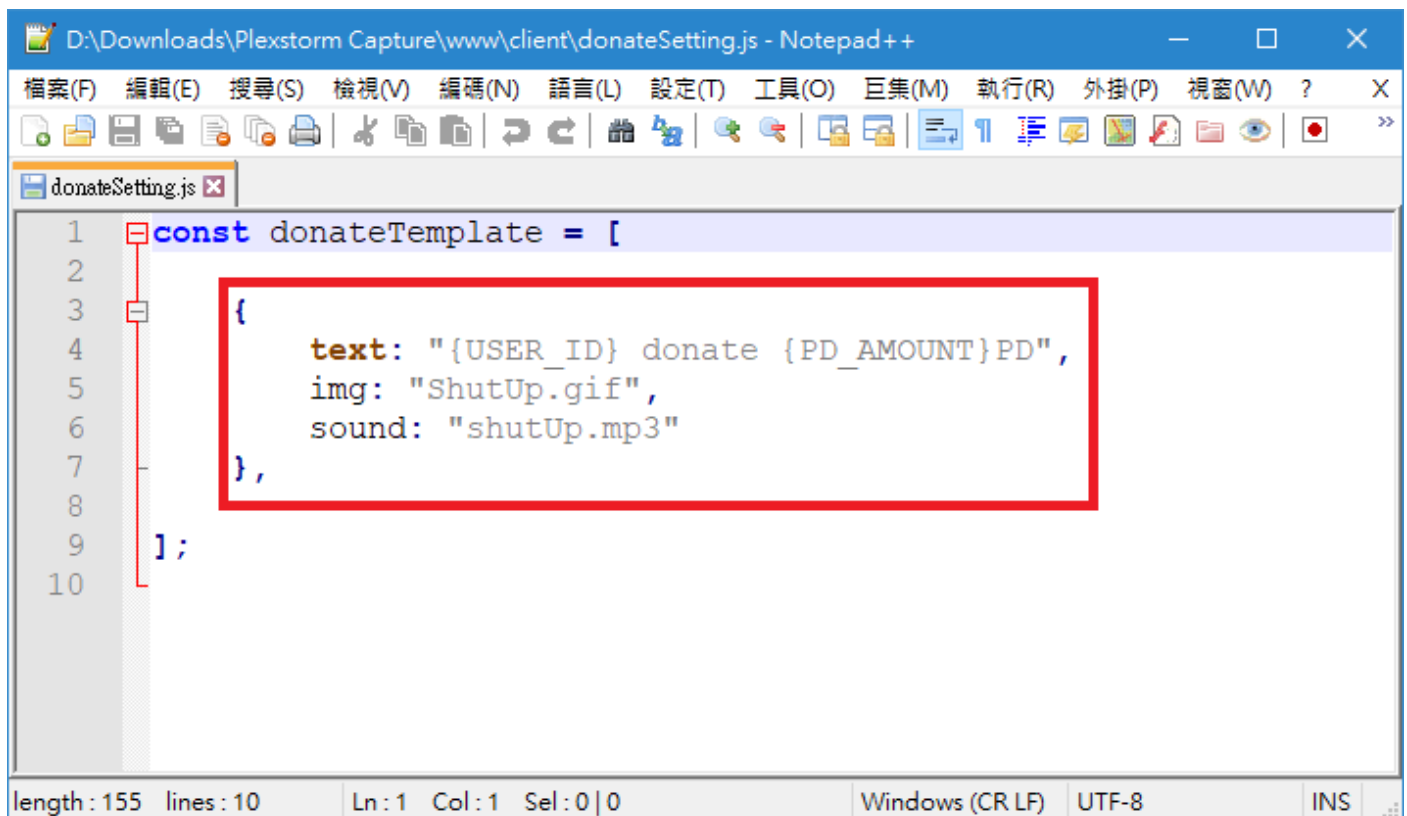 D:\Downloads\Plexstorm Capture\www\client\donateSetting.js - Notepad++
檔案(F) 編輯(E) 搜尋(S) 檢視(V) 編碼(N) 語言(L) 設定(T) 工具(O) 巨集(M) 執行(R) 外掛(P) 視窗(W) ? X
donateSetting.js
1 const donateTemplate = [
2
3 {
4 text: "{USER_ID} donate {PD_AMOUNT}PD",
5 img: "ShutUp.gif",
6 sound: "shutUp.mp3"
7 },
8
9 ];
10
length : 155 lines : 10 Ln : 1 Col : 1 Sel : 0 | 0 Windows (CR LF) UTF-8 INS